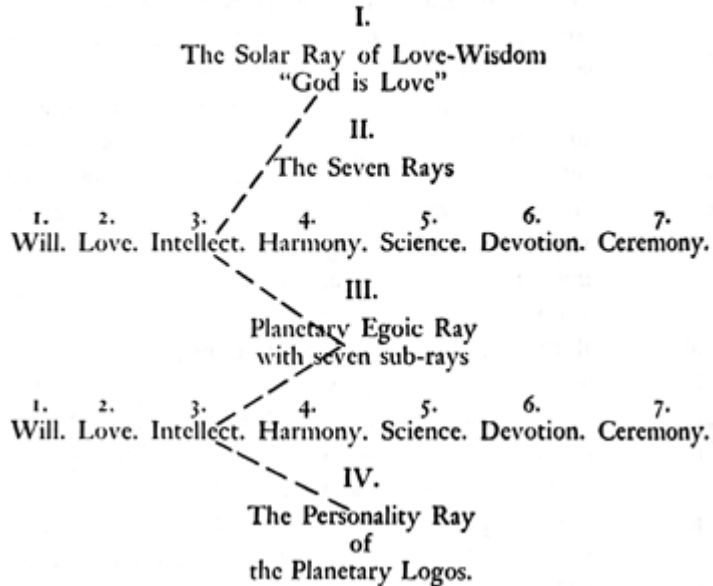 I.
The Solar Ray of Love-Wisdom
“God is Love”
II.
The Seven Rays
1. 2. 3. 4. 5. 6. 7.
Will. Love. Intellect. Harmony. Science. Devotion. Ceremony.
III.
Planetary Egoic Ray
with seven sub-rays
1. 2. 3. 4. 5. 6. 7.
Will. Love. Intellect. Harmony. Science. Devotion. Ceremony.
IV.
The Personality Ray
of
the Planetary Logos.